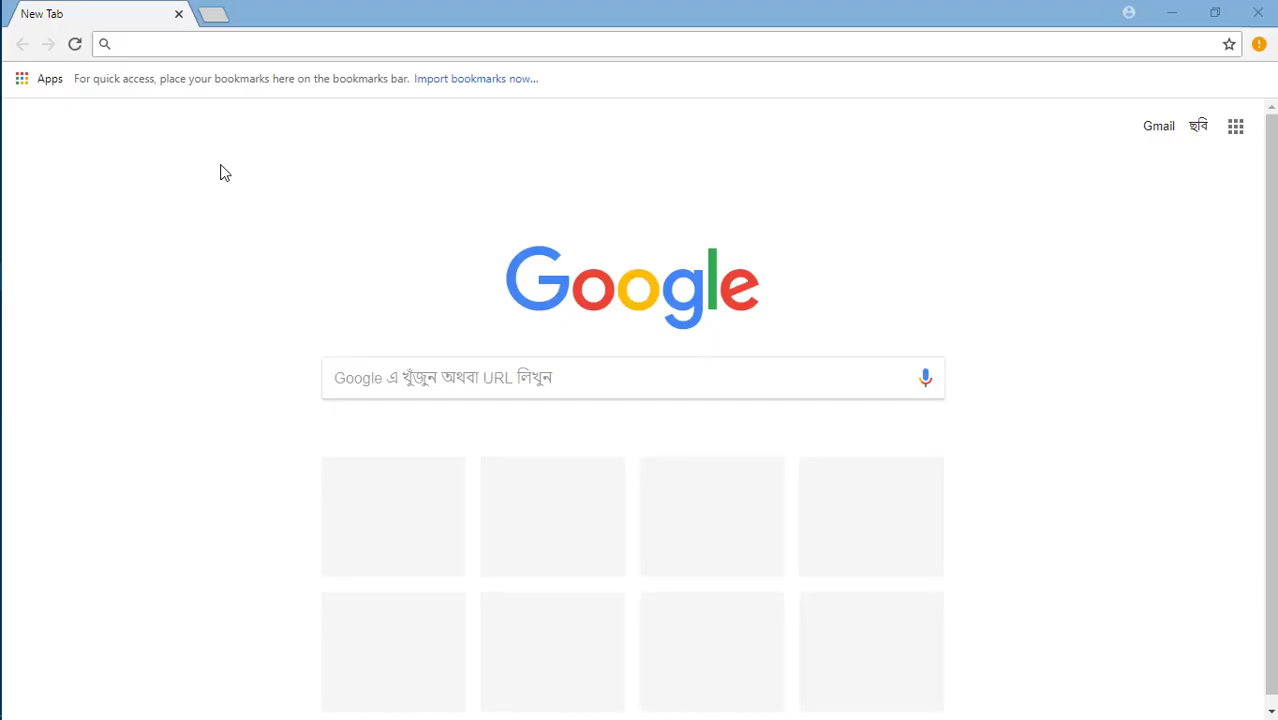 New Tab
Apps For quick access, place your bookmarks here on the bookmarks bar. Import bookmarks now...
Gmail ছবি
Google
Google এ খুঁজুন অথবা URL লিখুন